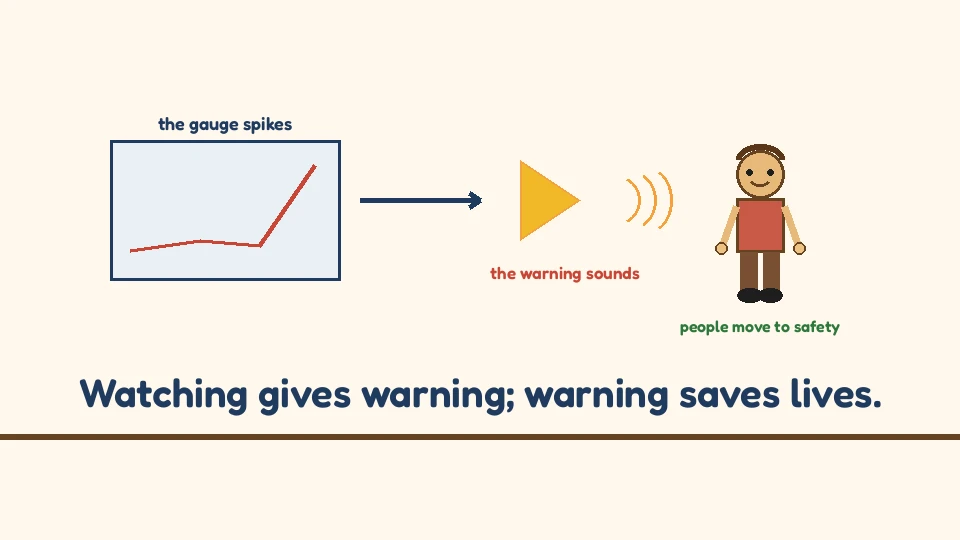 the gauge spikes
the warning sounds
people move to safety
Watching gives warning; warning saves lives.